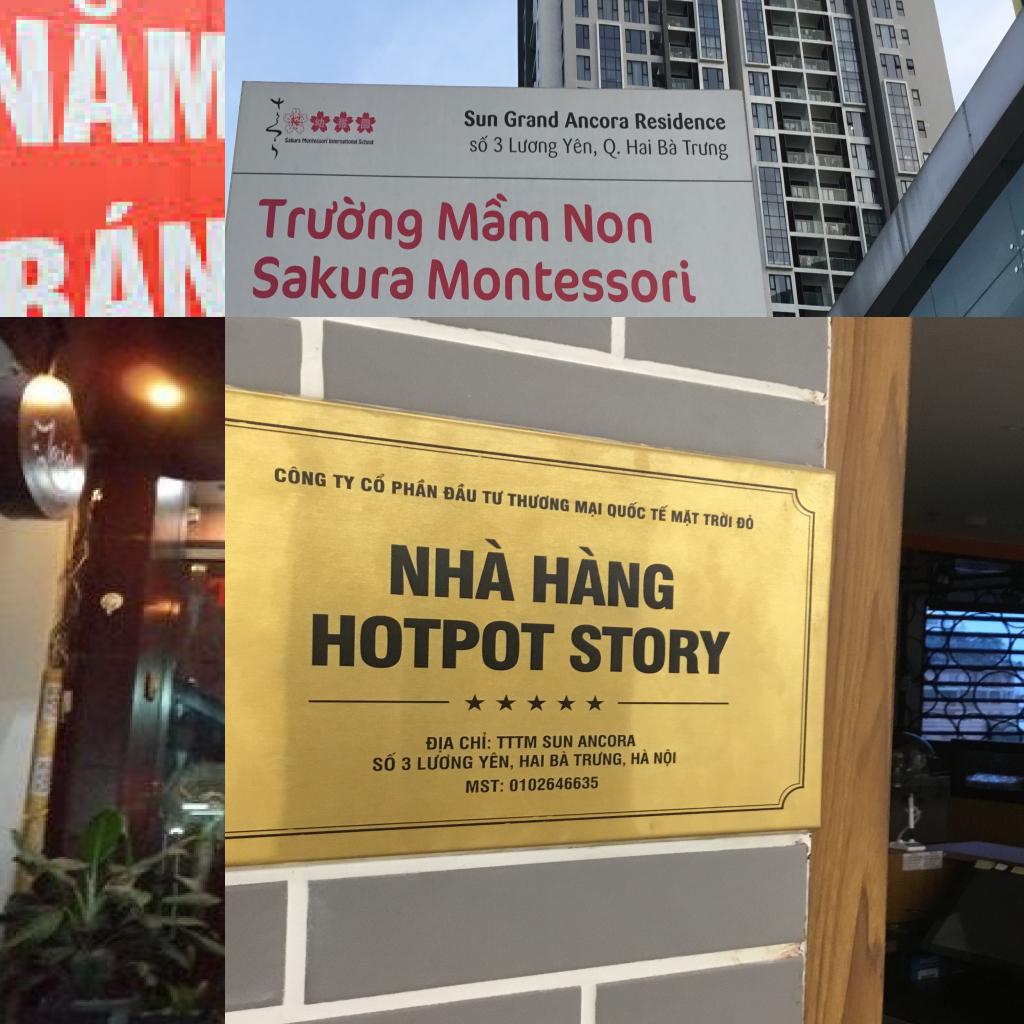 NĂM
BÁN
Sakura Montessori International School
Sun Grand Ancora Residence
số 3 Lương Yên, Q. Hai Bà Trưng
Trường Mầm Non
Sakura Montessori
CÔNG TY CỔ PHẦN ĐẦU TƯ THƯƠNG MẠI QUỐC TẾ MẶT TRỜI ĐỎ
NHÀ HÀNG
HOTPOT STORY
ĐỊA CHỈ: TTTM SUN ANCORA
SỐ 3 LƯƠNG YÊN, HAI BÀ TRƯNG, HÀ NỘI
MST: 0102646635